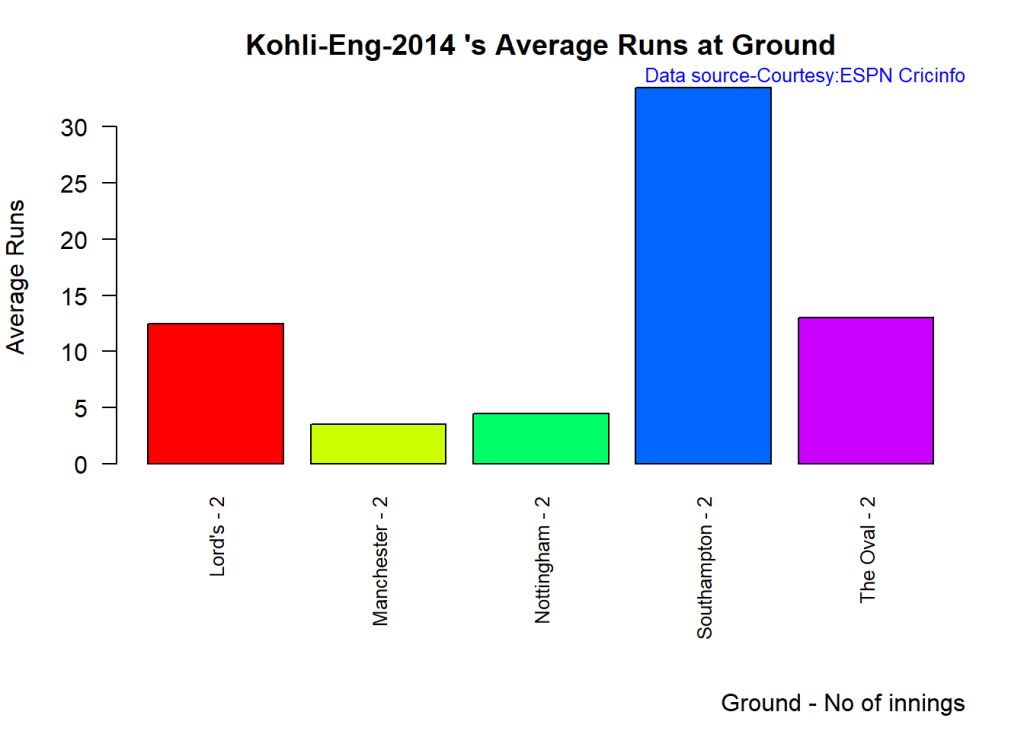 Kohli-Eng-2014 's Average Runs at Ground
Data source-Courtesy:ESPN Cricinfo
Average Runs
30
25
20
15
10
5
0
Lord's - 2
Manchester - 2
Nottingham - 2
Southampton - 2
The Oval - 2
Ground - No of innings